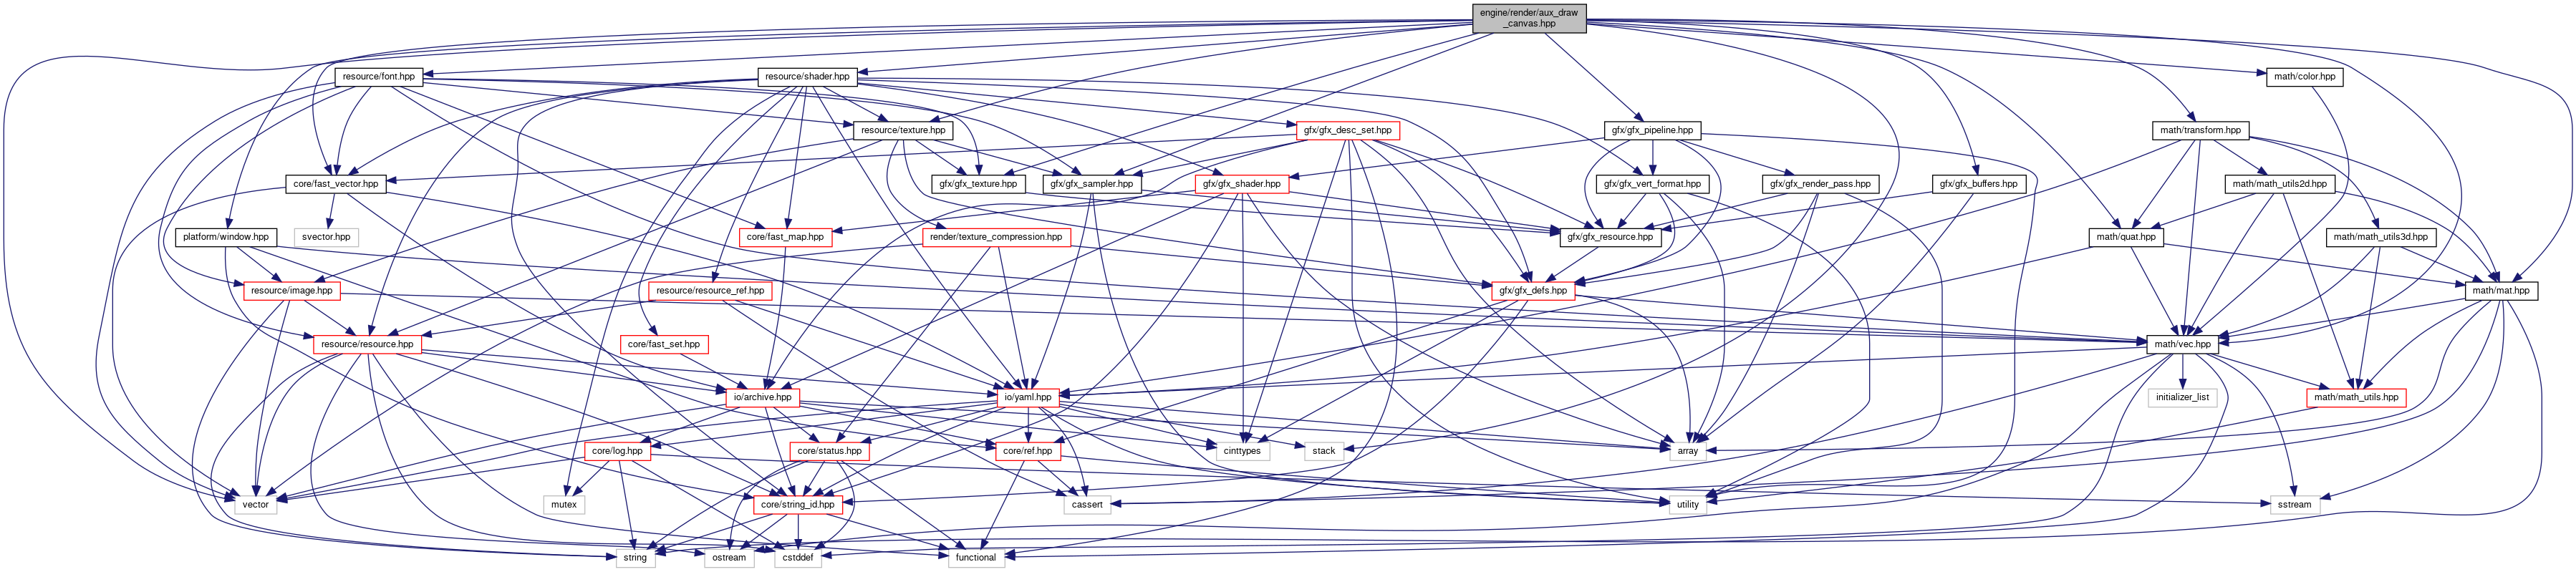 engine/render/aux_draw
_canvas.hpp
resource/font.hpp
resource/shader.hpp
math/color.hpp
resource/texture.hpp
gfx/gfx_desc_set.hpp
gfx/gfx_pipeline.hpp
math/transform.hpp
core/fast_vector.hpp
gfx/gfx_texture.hpp
gfx/gfx_sampler.hpp
gfx/gfx_shader.hpp
gfx/gfx_vert_format.hpp
gfx/gfx_render_pass.hpp
gfx/gfx_buffers.hpp
math/math_utils2d.hpp
platform/window.hpp
svector.hpp
core/fast_map.hpp
render/texture_compression.hpp
gfx/gfx_resource.hpp
math/quat.hpp
math/math_utils3d.hpp
resource/image.hpp
resource/resource_ref.hpp
gfx/gfx_defs.hpp
math/mat.hpp
resource/resource.hpp
core/fast_set.hpp
math/vec.hpp
io/archive.hpp
io/yaml.hpp
initializer_list
math/math_utils.hpp
core/log.hpp
core/status.hpp
core/ref.hpp
cinttypes
stack
array
vector
mutex
core/string_id.hpp
cassert
utility
sstream
string
ostream
cstddef
functional